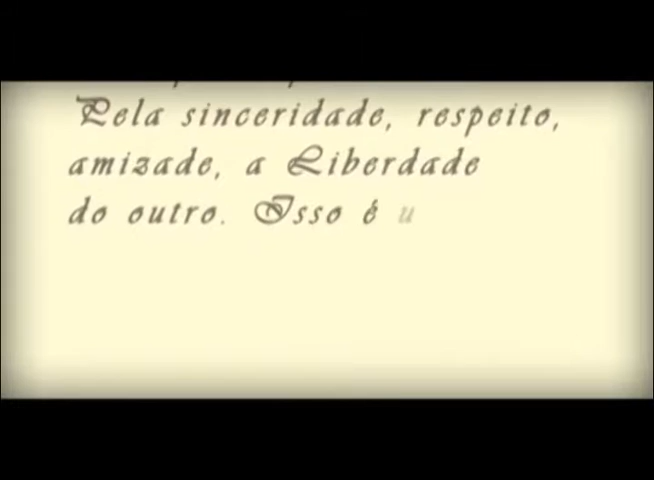 Pela sinceridade, respeito,
amizade, a Liberdade
do outro. Isso é u